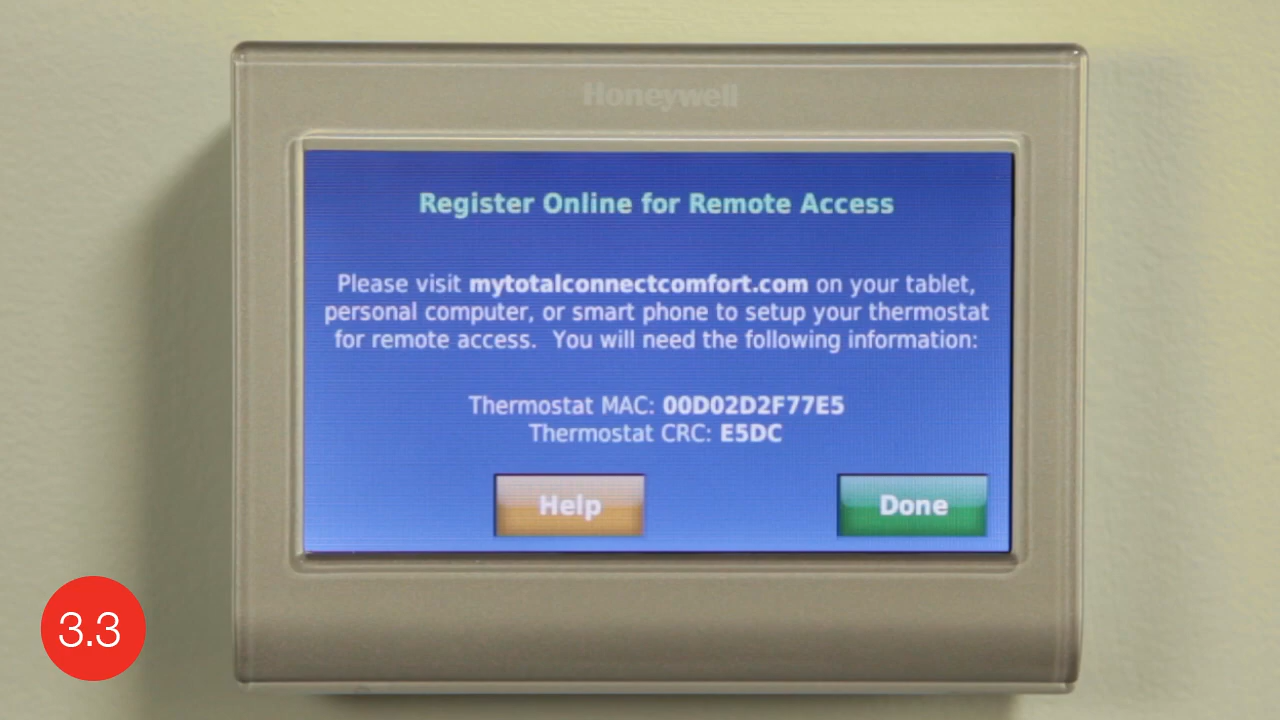 Honeywell
Register Online for Remote Access
Please visit mytotalconnectcomfort.com on your tablet,
personal computer, or smart phone to setup your thermostat
for remote access.  You will need the following information:
Thermostat MAC: 00D02D2F77E5
Thermostat CRC: E5DC
Help
Done
3.3